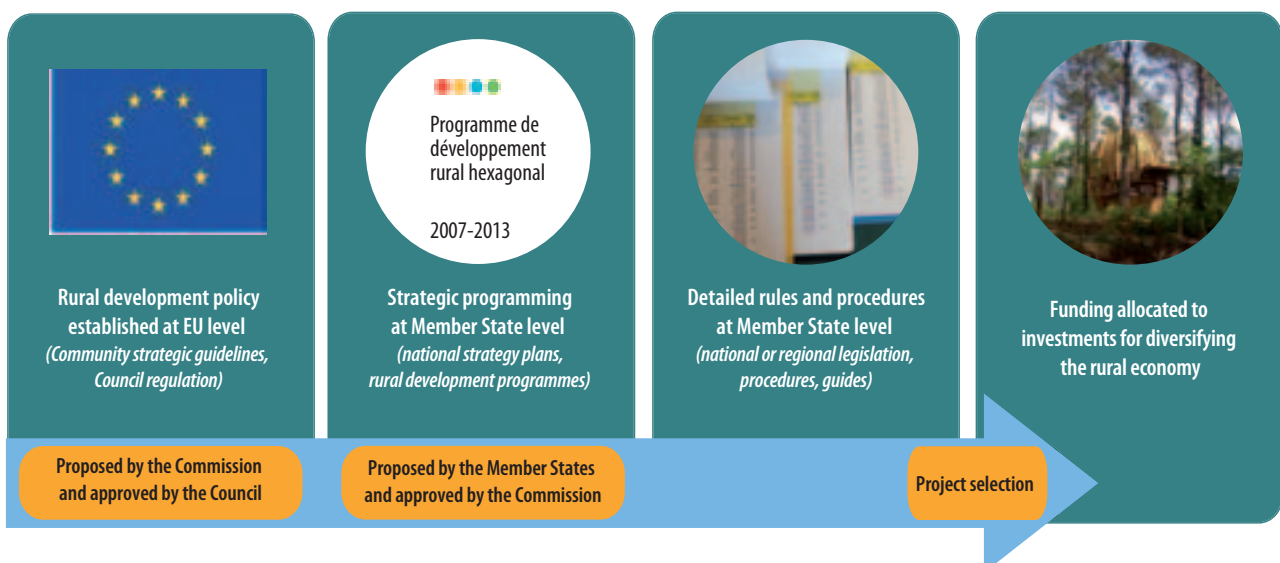 Programme de
développement
rural hexagonal
2007-2013
Rural development policy
established at EU level
(Community strategic guidelines,
Council regulation)
Strategic programming
at Member State level
(national strategy plans,
rural development programmes)
Detailed rules and procedures
at Member State level
(national or regional legislation,
procedures, guides)
Funding allocated to
investments for diversifying
the rural economy
Proposed by the Commission
and approved by the Council
Proposed by the Member States
and approved by the Commission
Project selection